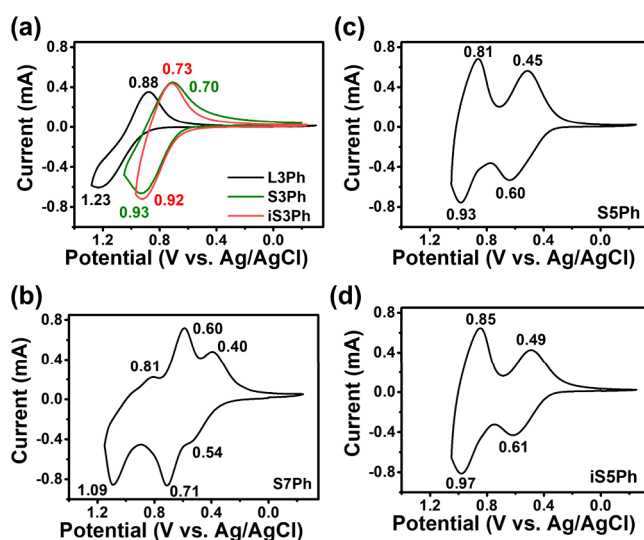 (a)
0.8
0.4
0.0
-0.4
-0.8
Current (mA)
0.73
0.88
0.70
1.23
0.93
0.92
L3Ph
S3Ph
iS3Ph
1.2 0.8 0.4 0.0
Potential (V vs. Ag/AgCl)
(c)
0.8
0.4
0.0
-0.4
-0.8
Current (mA)
0.81
0.45
0.60
0.93
S5Ph
1.2 0.8 0.4 0.0
Potential (V vs. Ag/AgCl)
(b)
0.8
0.4
0.0
-0.4
-0.8
Current (mA)
0.60
0.81
0.40
0.54
1.09
0.71
S7Ph
1.2 0.8 0.4 0.0
Potential (V vs. Ag/AgCl)
(d)
0.8
0.4
0.0
-0.4
-0.8
Current (mA)
0.85
0.49
0.61
0.97
iS5Ph
1.2 0.8 0.4 0.0
Potential (V vs. Ag/AgCl)